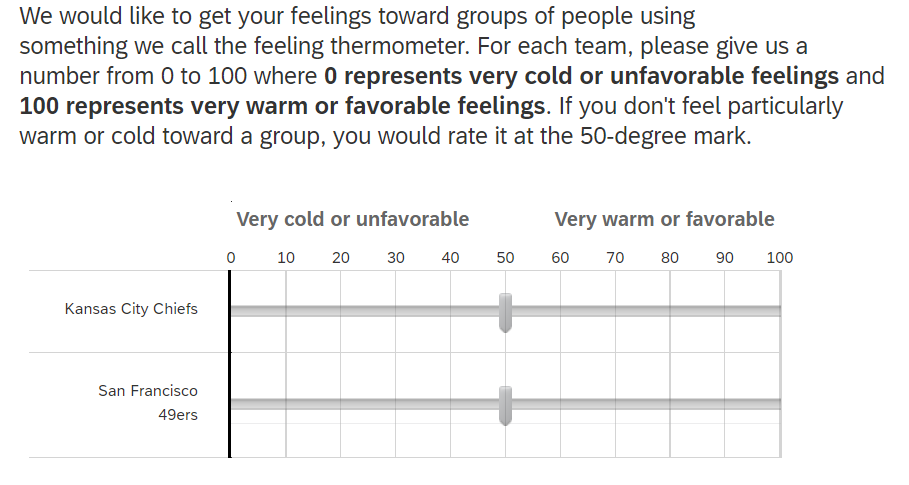 We would like to get your feelings toward groups of people using
something we call the feeling thermometer. For each team, please give us a
number from 0 to 100 where 0 represents very cold or unfavorable feelings and
100 represents very warm or favorable feelings. If you don't feel particularly
warm or cold toward a group, you would rate it at the 50-degree mark.
Very cold or unfavorable Very warm or favorable
0 10 20 30 40 50 60 70 80 90 100
Kansas City Chiefs
San Francisco
49ers